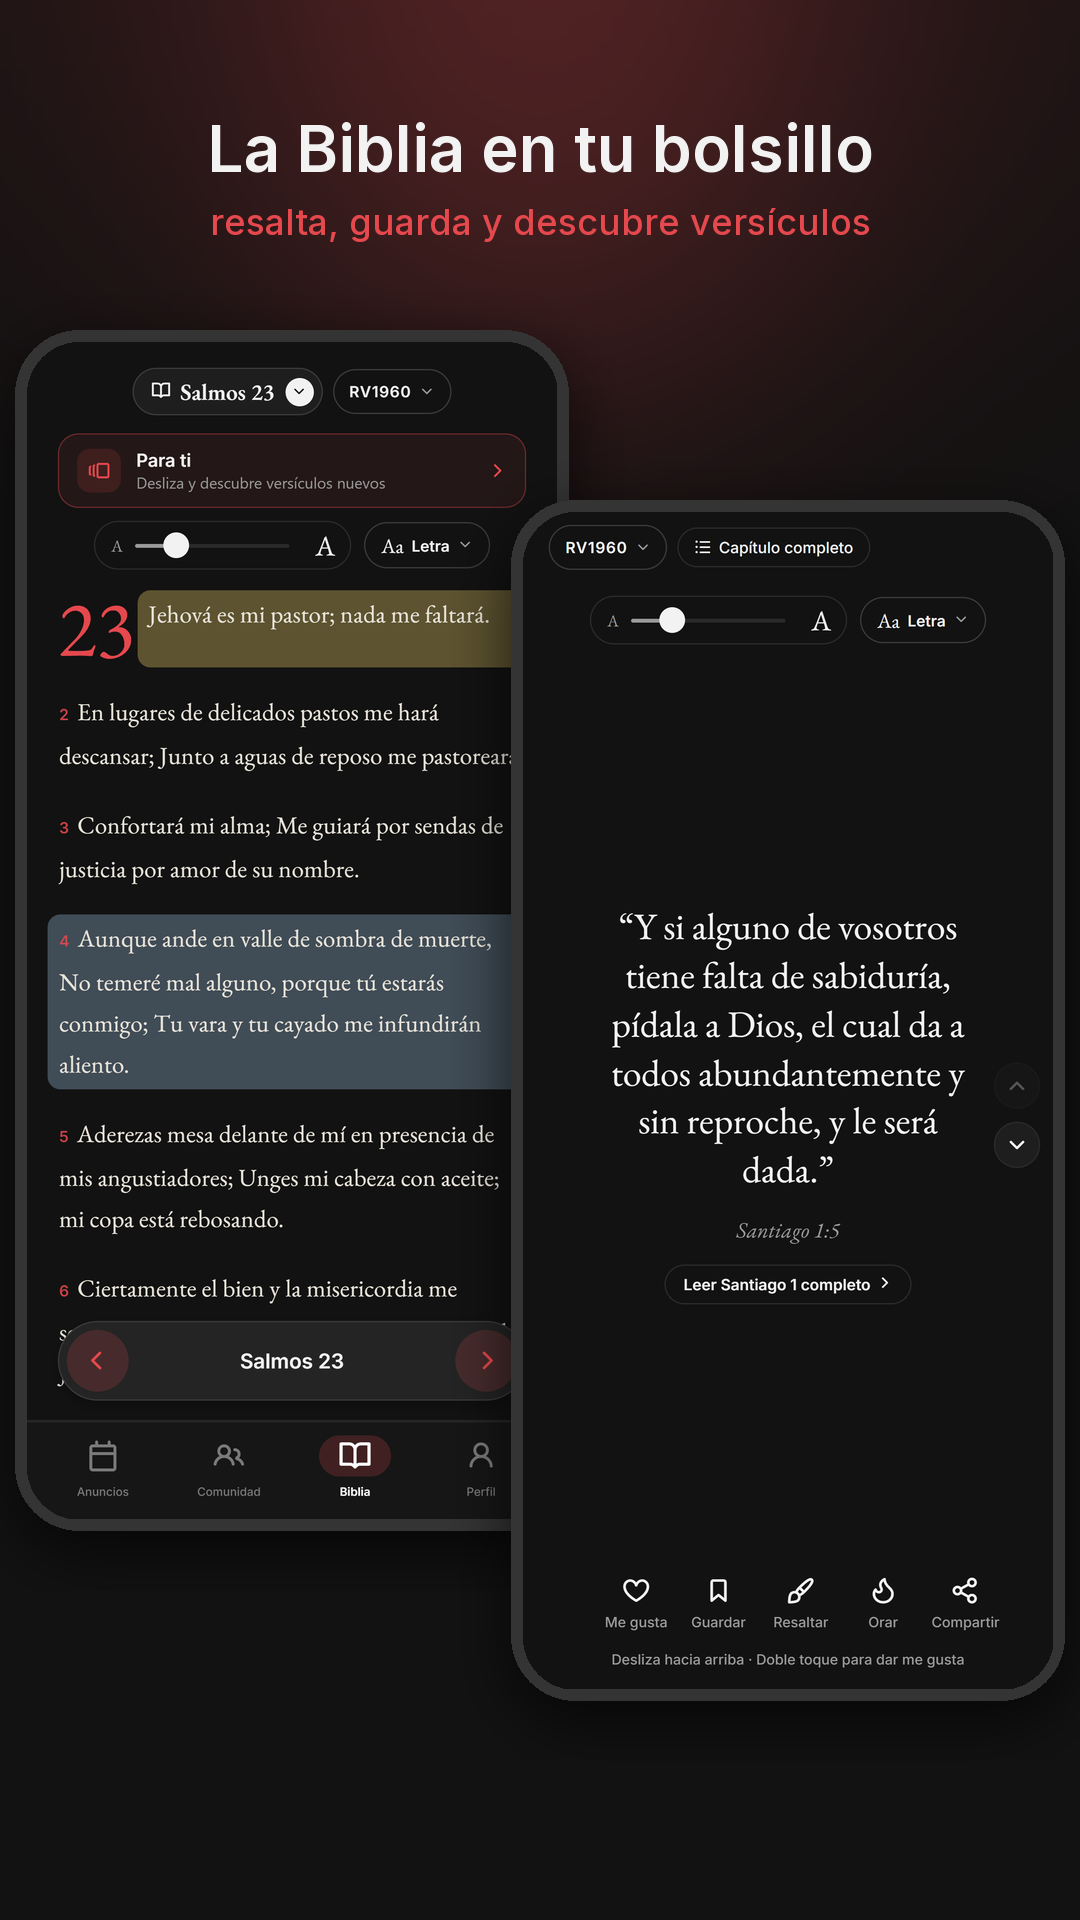 La Biblia en tu bolsillo
resalta, guarda y descubre versículos
Salmos 23
RV1960
Para ti
Desliza y descubre versículos nuevos
A
A
Aa Letra
23 Jehová es mi pastor; nada me faltará.
2 En lugares de delicados pastos me hará
descansar; Junto a aguas de reposo me pastoreará
3 Confortará mi alma; Me guiará por sendas de
justicia por amor de su nombre.
4 Aunque ande en valle de sombra de muerte,
No temeré mal alguno, porque tú estarás
conmigo; Tu vara y tu cayado me infundirán
aliento.
5 Aderezas mesa delante de mí en presencia de
mis angustiadores; Unges mi cabeza con aceite;
mi copa está rebosando.
6 Ciertamente el bien y la misericordia me
Salmos 23
Anuncios
Comunidad
Biblia
Perfil
RV1960
Capítulo completo
A
A
Aa Letra
“Y si alguno de vosotros
tiene falta de sabiduría,
pídala a Dios, el cual da a
todos abundantemente y
sin reproche, y le será
dada.”
Santiago 1:5
Leer Santiago 1 completo
Me gusta
Guardar
Resaltar
Orar
Compartir
Desliza hacia arriba · Doble toque para dar me gusta